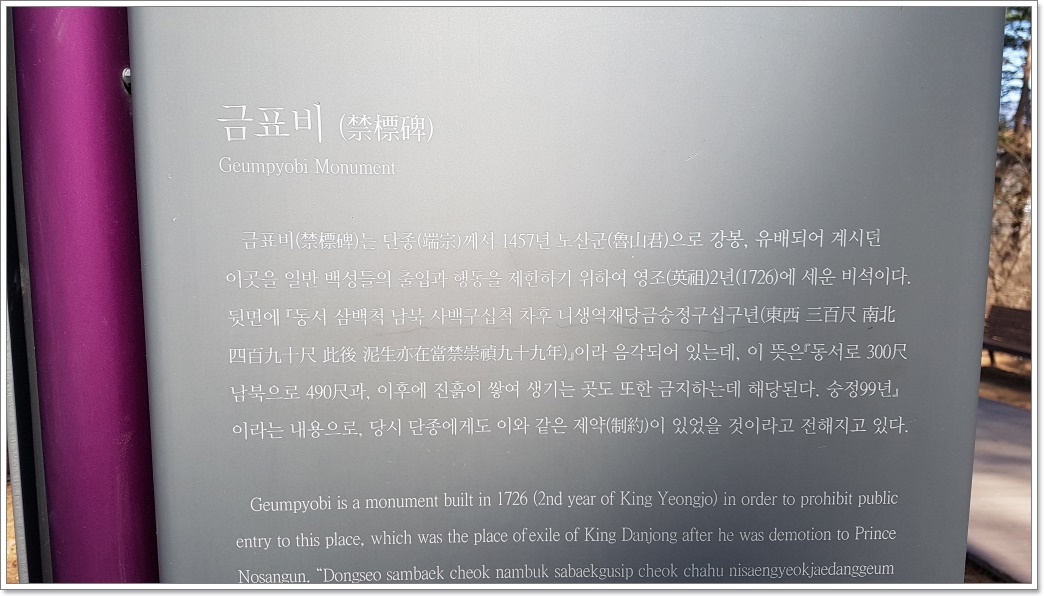 금표비 (禁標碑)
Geumpyobi Monument
금표비(禁標碑)는 단종(端宗)께서 1457년 노산군(魯山君)으로 강봉, 유배되어 계시던
이곳을 일반 백성들의 출입과 행동을 제한하기 위하여 영조(英祖)2년(1726)에 세운 비석이다.
뒷면에 『동서 삼백척 남북 사백구십척 차후 니생역재당금숭정구십구년(東西 三百尺 南北
四百九十尺 此後 泥生亦在當禁崇禎九十九年)』이라 음각되어 있는데, 이 뜻은『동서로 300尺
남북으로 490尺과, 이후에 진흙이 쌓여 생기는 곳도 또한 금지하는데 해당된다. 숭정99년』
이라는 내용으로, 당시 단종에게도 이와 같은 제약(制約)이 있었을 것이라고 전해지고 있다.
Geumpyobi is a monument built in 1726 (2nd year of King Yeongjo) in order to prohibit public
entry to this place, which was the place of exile of King Danjong after he was demotion to Prince
Nosangun. “Dongseo sambaek cheok nambuk sabaekgusip cheok chahu nisaengyeokjaedanggeum